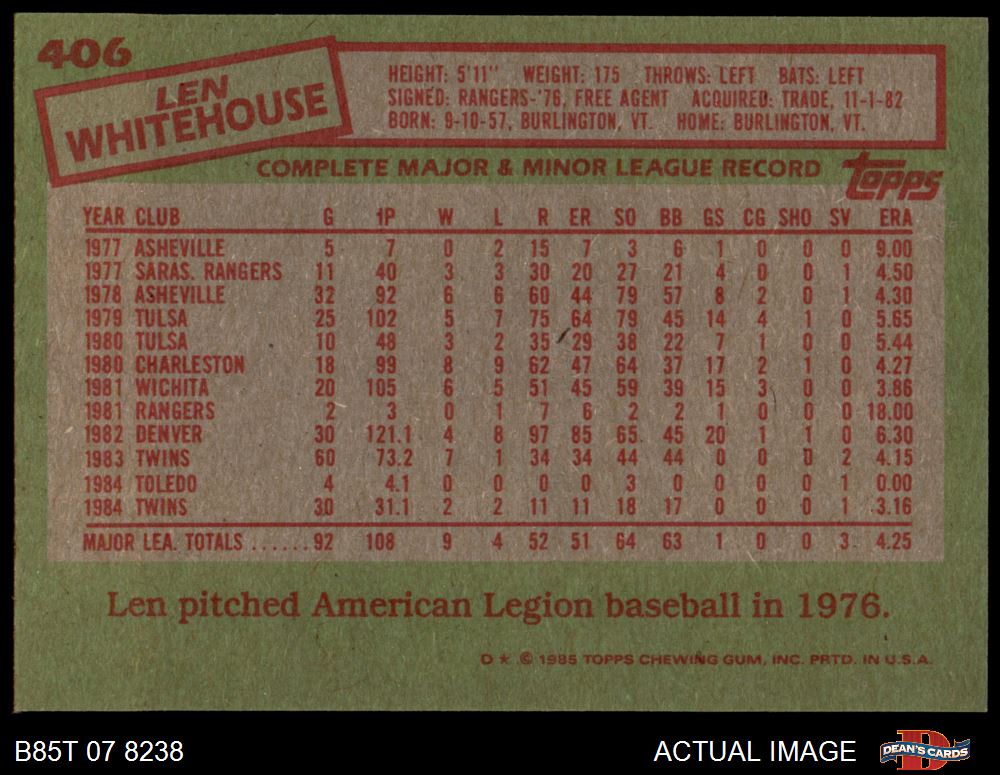 406
LEN
WHITEHOUSE
HEIGHT: 5'11" WEIGHT: 175 THROWS: LEFT BATS: LEFT
SIGNED: RANGERS-'76, FREE AGENT ACQUIRED: TRADE, 11-1-82
BORN: 9-10-57, BURLINGTON, VT. HOME: BURLINGTON, VT.
COMPLETE MAJOR & MINOR LEAGUE RECORD
topps
YEAR CLUB G IP W L R ER SO BB GS CG SHO SV ERA
1977 ASHEVILLE 5 7 0 2 15 7 3 6 1 0 0 0 9.00
1977 SARAS. RANGERS 11 40 3 3 30 20 27 21 4 0 0 1 4.50
1978 ASHEVILLE 32 92 6 6 60 44 79 57 8 2 0 1 4.30
1979 TULSA 25 102 5 7 75 64 79 45 14 4 1 0 5.65
1980 TULSA 10 48 3 2 35 29 38 22 7 1 0 0 5.44
1980 CHARLESTON 18 99 8 9 62 47 64 37 17 2 1 0 4.27
1981 WICHITA 20 105 6 5 51 45 59 39 15 3 0 0 3.86
1981 RANGERS 2 3 0 1 7 6 2 2 1 0 0 0 18.00
1982 DENVER 30 121.1 4 8 97 85 65 45 20 1 1 0 6.30
1983 TWINS 60 73.2 7 1 34 34 44 44 0 0 0 2 4.15
1984 TOLEDO 4 4.1 0 0 0 0 3 0 0 0 0 1 0.00
1984 TWINS 30 31.1 2 2 11 11 18 17 0 0 0 1 3.16
MAJOR LEA. TOTALS ......92 108 9 4 52 51 64 63 1 0 0 3 4.25
Len pitched American Legion baseball in 1976.
D * © 1985 TOPPS CHEWING GUM, INC. PRTD. IN U.S.A.
B85T 07 8238 ACTUAL IMAGE D DEAN'S CARDS